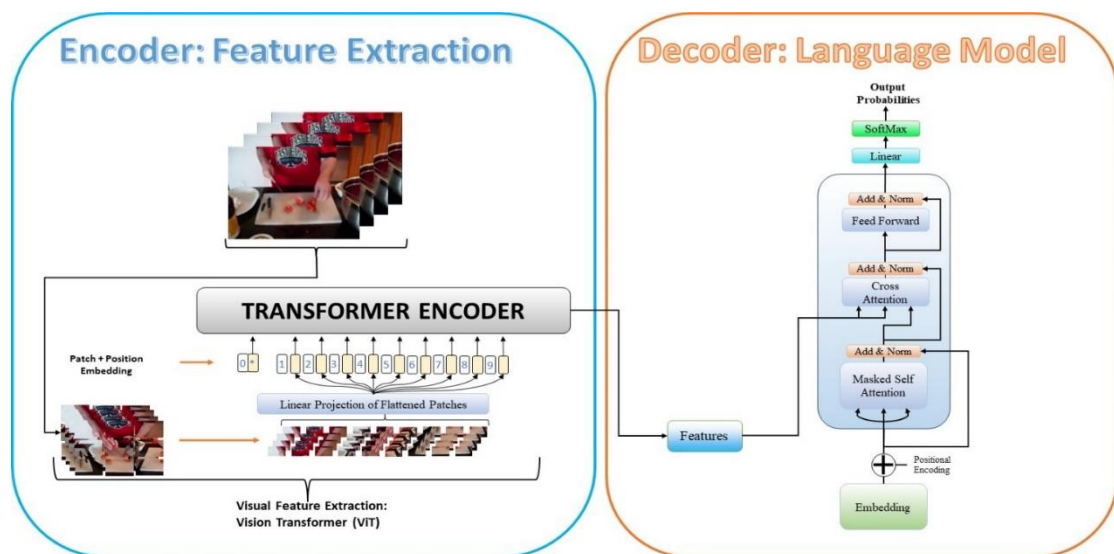 Encoder: Feature Extraction
TRANSFORMER ENCODER
Patch + Position
Embedding
0 *
1 2 3 4 5 6 7 8 9
Linear Projection of Flattened Patches
Visual Feature Extraction:
Vision Transformer (ViT)
Decoder: Language Model
Output
Probabilities
SoftMax
Linear
Add & Norm
Feed Forward
Add & Norm
Cross
Attention
Add & Norm
Masked Self
Attention
Features
Positional
Encoding
Embedding